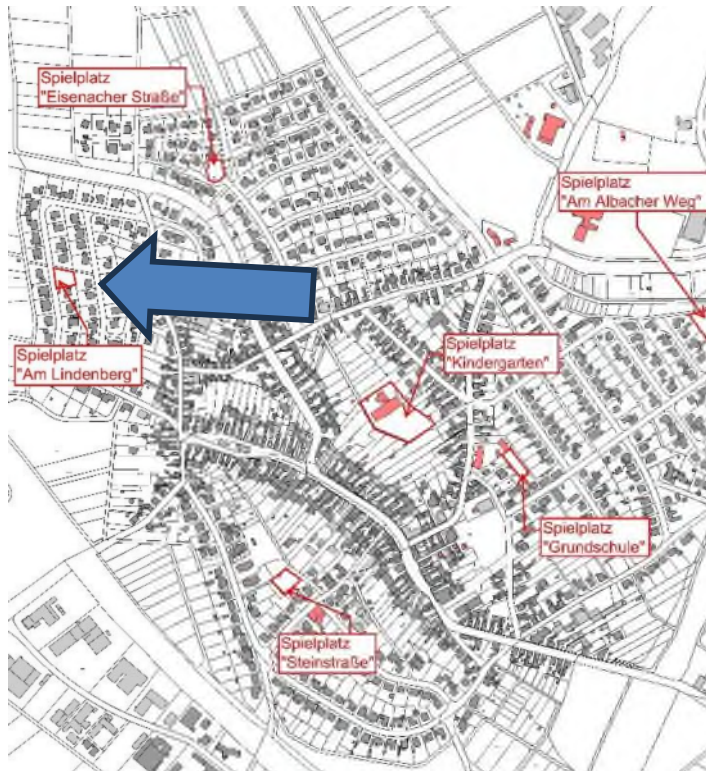 Spielplatz
"Eisenacher Straße"
Spielplatz
"Am Albacher Weg"
Spielplatz
"Am Lindenberg"
Spielplatz
"Kindergarten"
Spielplatz
"Grundschule"
Spielplatz
"Steinstraße"